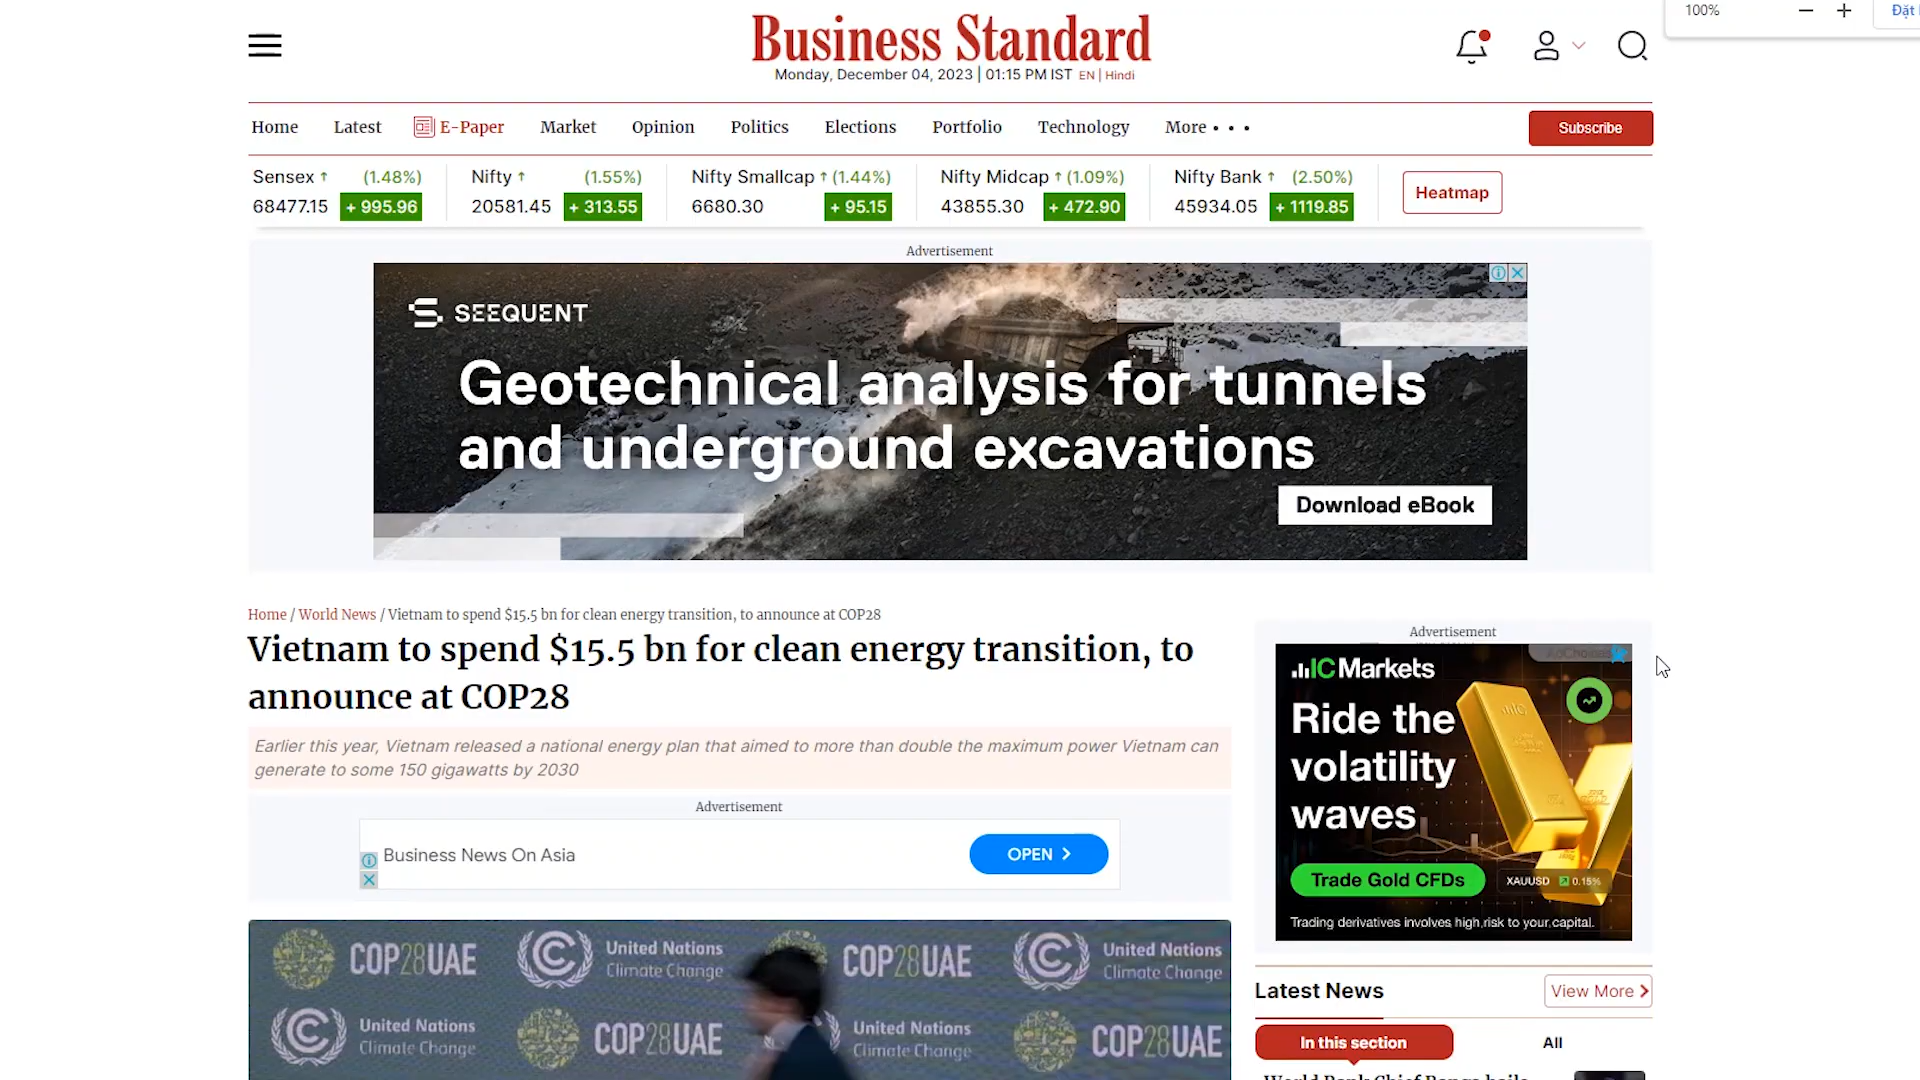 100%
Đặt
Business Standard
Monday, December 04, 2023 | 01:15 PM IST EN | Hindi
Home Latest E-Paper Market Opinion Politics Elections Portfolio Technology More
Subscribe
Sensex (1.48%) Nifty (1.55%) Nifty Smallcap (1.44%) Nifty Midcap (1.09%) Nifty Bank (2.50%)
68477.15 + 995.96 20581.45 + 313.55 6680.30 + 95.15 43855.30 + 472.90 45934.05 + 1119.85
Heatmap
Advertisement
SEEQUENT
Geotechnical analysis for tunnels
and underground excavations
Download eBook
Home / World News / Vietnam to spend $15.5 bn for clean energy transition, to announce at COP28
Vietnam to spend $15.5 bn for clean energy transition, to
announce at COP28
Earlier this year, Vietnam released a national energy plan that aimed to more than double the maximum power Vietnam can
generate to some 150 gigawatts by 2030
Advertisement
Business News On Asia
OPEN
COP28UAE United Nations COP28UAE United Nations
Climate Change Climate Change
United Nations COP28UAE United Nations COP28UAE
Climate Change Climate Change
Advertisement
AdChoices
IC Markets
Ride the
volatility
waves
Trade Gold CFDs
XAUUSD 0.15%
Trading derivatives involves high risk to your capital.
Latest News
View More
In this section All
World Bank Chief Banga hails